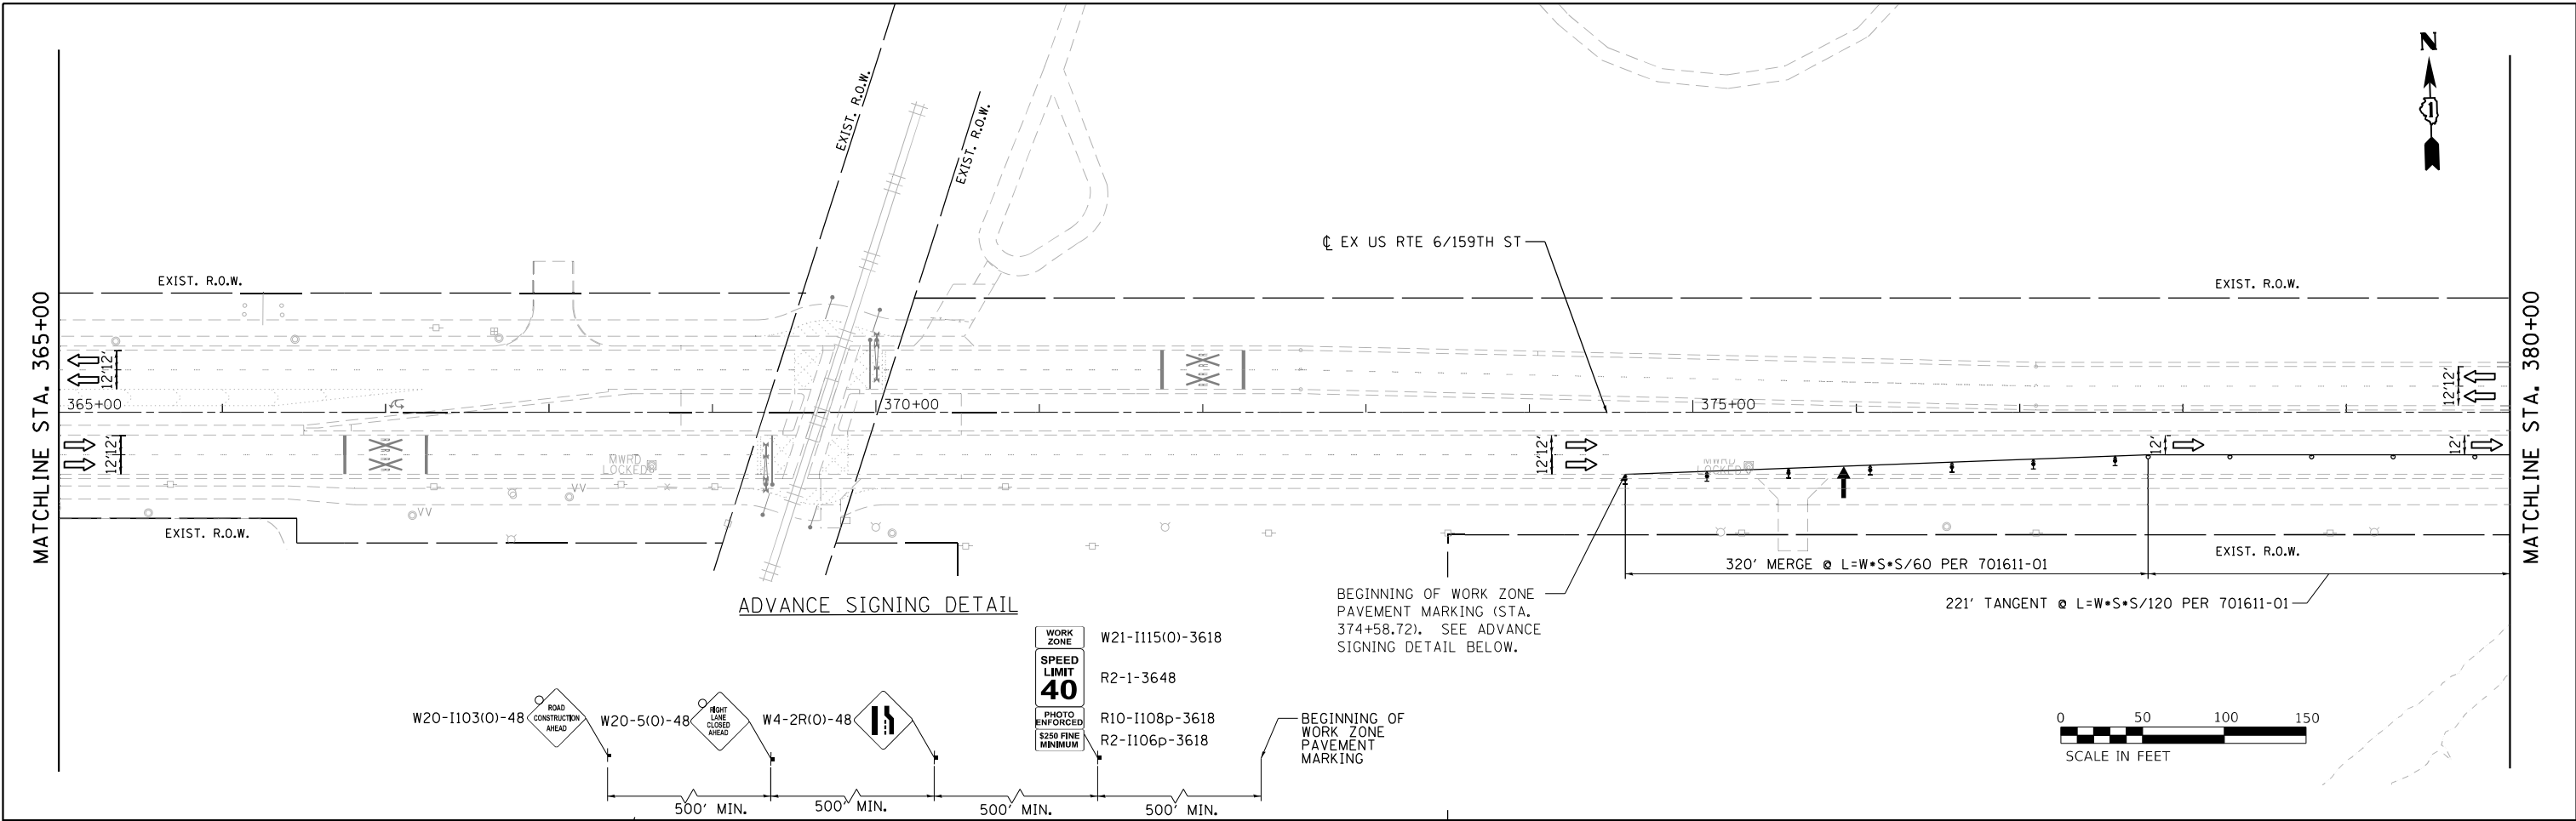 N
1
EXIST. R.O.W.
EXIST. R.O.W.
℄ EX US RTE 6/159TH ST
EXIST. R.O.W.
EXIST. R.O.W.
MATCHLINE STA. 365+00
MATCHLINE STA. 380+00
12' 12'
12' 12'
365+00
370+00
375+00
12' 12'
12' 12'
12'
12'
MWRD
LOCKED
MWRD
LOCKED
VV
VV
EXIST. R.O.W.
EXIST. R.O.W.
320' MERGE @ L=W*S*S/60 PER 701611-01
221' TANGENT @ L=W*S*S/120 PER 701611-01
BEGINNING OF WORK ZONE
PAVEMENT MARKING (STA.
374+58.72). SEE ADVANCE
SIGNING DETAIL BELOW.
ADVANCE SIGNING DETAIL
WORK
ZONE
W21-I115(O)-3618
SPEED
LIMIT
40
R2-1-3648
PHOTO
ENFORCED
R10-I108p-3618
$250 FINE
MINIMUM
R2-I106p-3618
W20-I103(O)-48
ROAD
CONSTRUCTION
AHEAD
W20-5(O)-48
RIGHT
LANE
CLOSED
AHEAD
W4-2R(O)-48
BEGINNING OF
WORK ZONE
PAVEMENT
MARKING
500' MIN.
500' MIN.
500' MIN.
500' MIN.
0 50 100 150
SCALE IN FEET